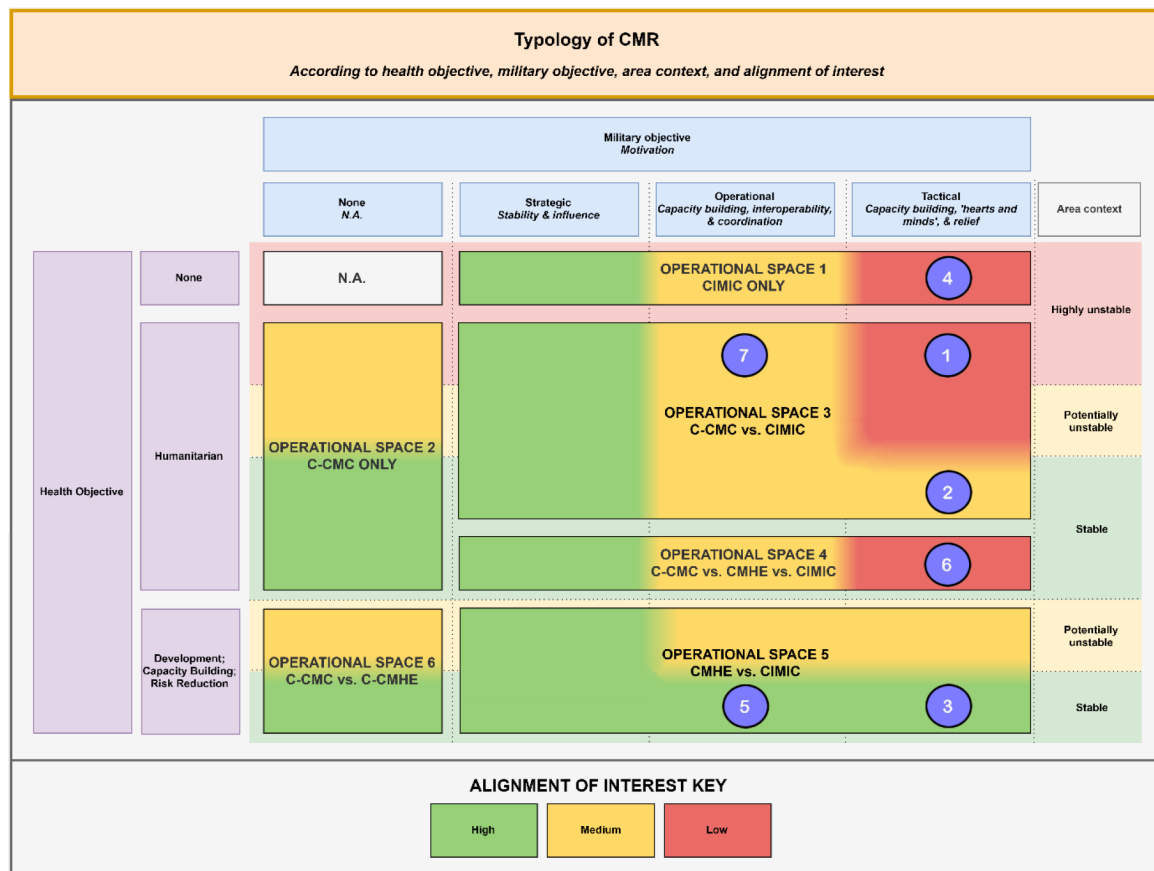 Typology of CMR
According to health objective, military objective, area context, and alignment of interest
Military objective
Motivation
None
N.A.
Strategic
Stability & influence
Operational
Capacity building, interoperability,
& coordination
Tactical
Capacity building, 'hearts and
minds', & relief
Area context
Health Objective
None
N.A.
OPERATIONAL SPACE 1
CIMIC ONLY
4
Highly unstable
Humanitarian
OPERATIONAL SPACE 2
C-CMC ONLY
7
1
OPERATIONAL SPACE 3
C-CMC vs. CIMIC
2
Potentially
unstable
Stable
OPERATIONAL SPACE 4
C-CMC vs. CMHE vs. CIMIC
6
Development;
Capacity Building;
Risk Reduction
OPERATIONAL SPACE 6
C-CMC vs. C-CMHE
OPERATIONAL SPACE 5
CMHE vs. CIMIC
5
3
Potentially
unstable
Stable
ALIGNMENT OF INTEREST KEY
High
Medium
Low